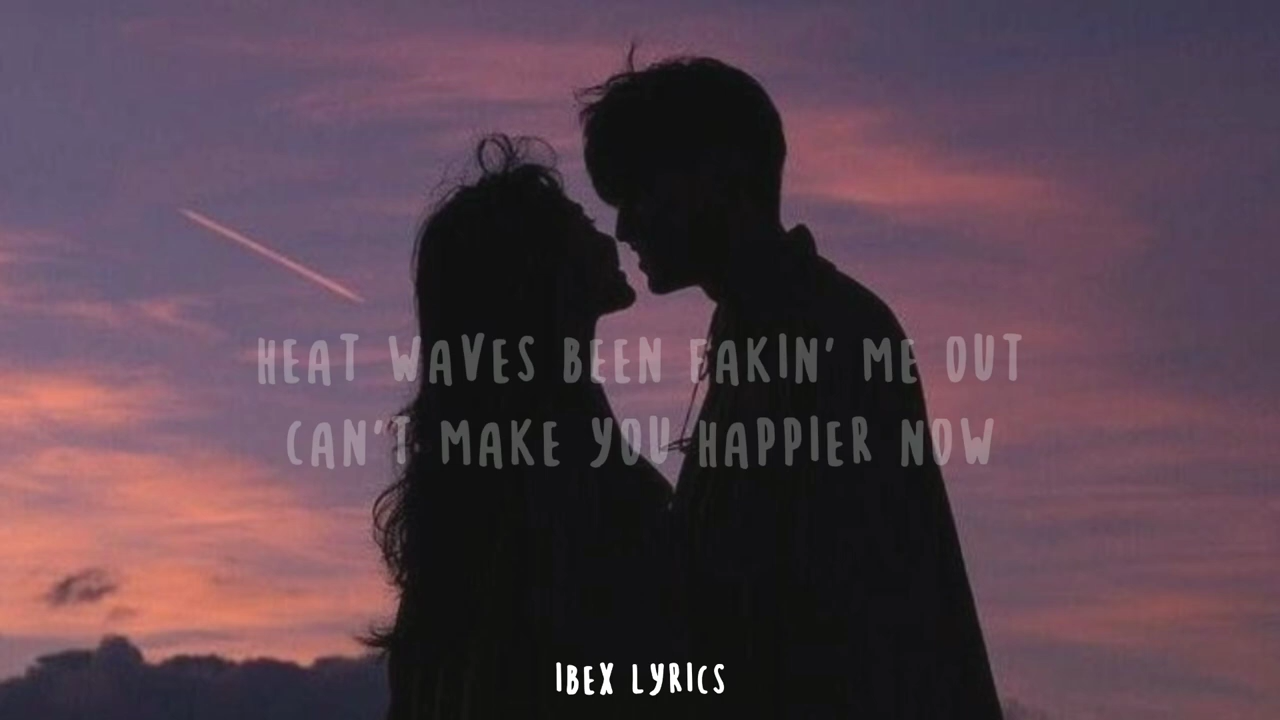 HEAT WAVES BEEN FAKIN' ME OUT
CAN'T MAKE YOU HAPPIER NOW
IBEX LYRICS